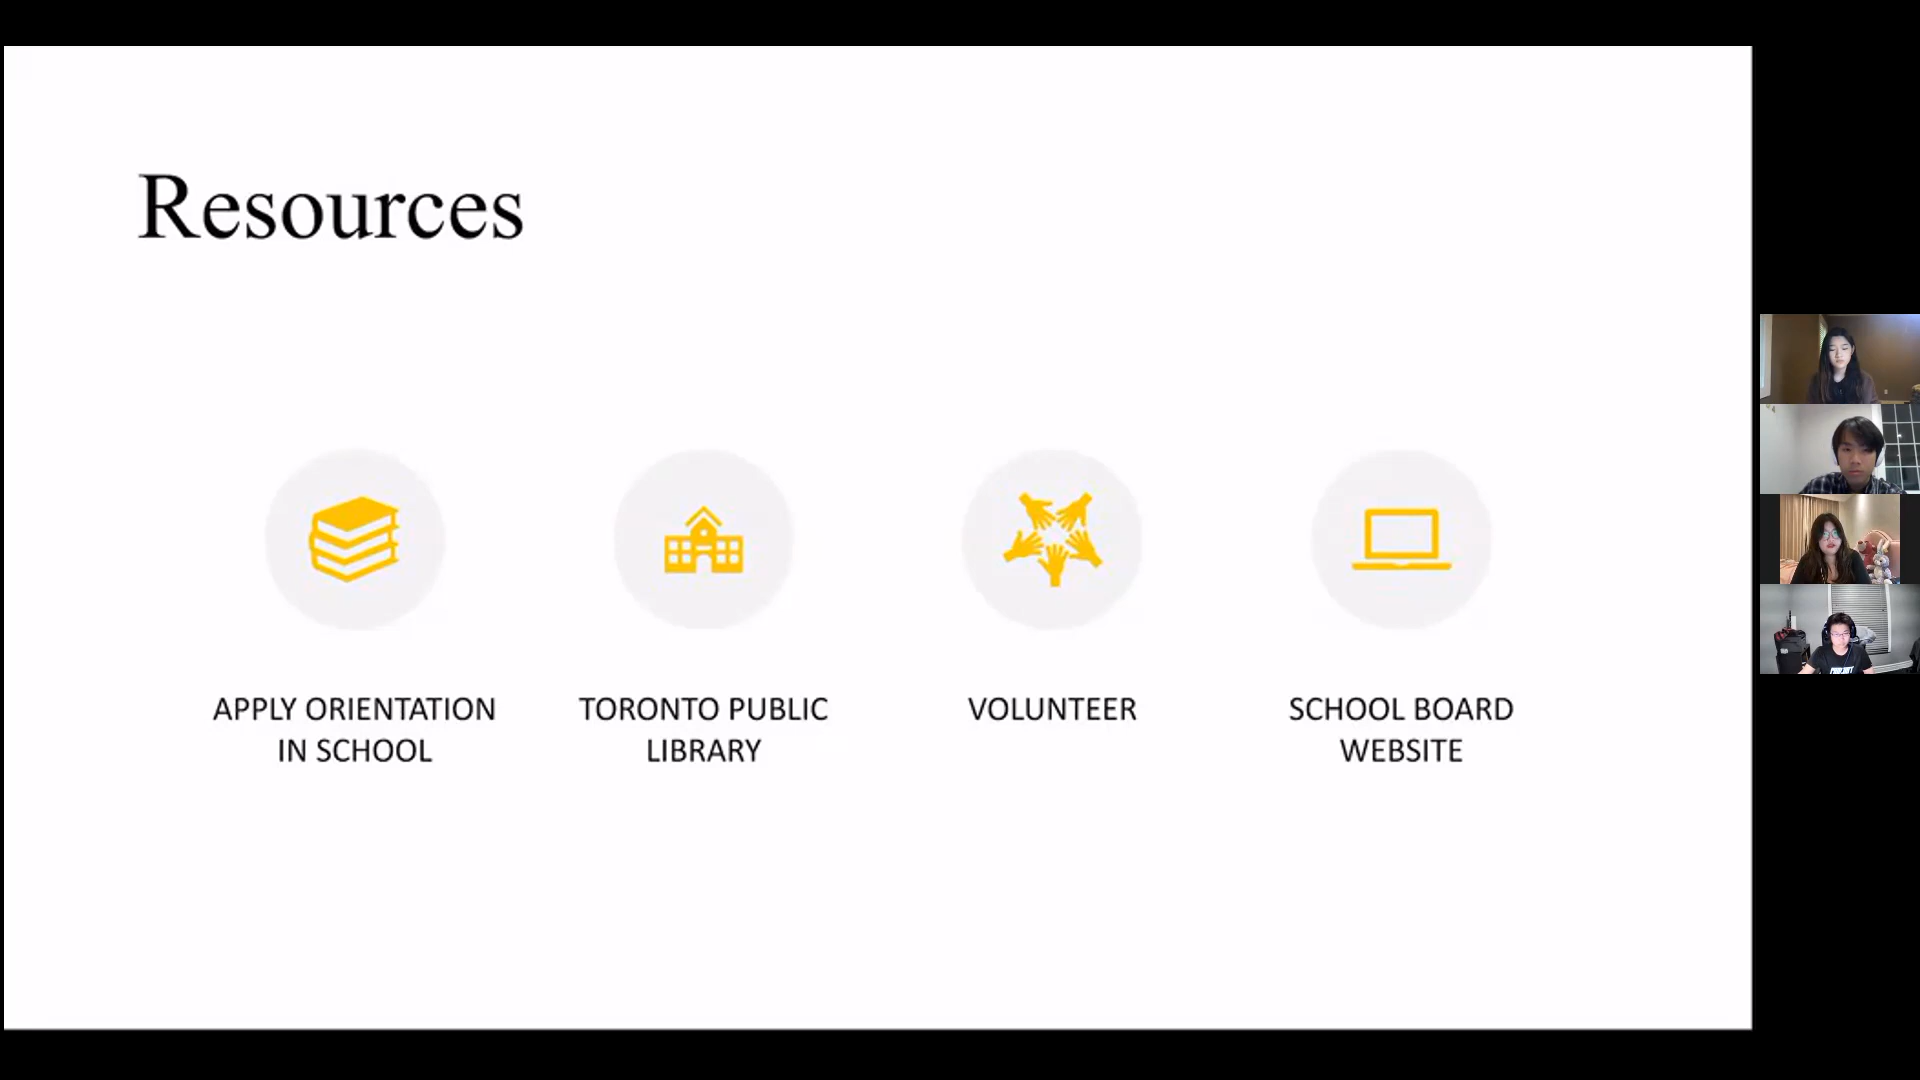 Resources
APPLY ORIENTATION
IN SCHOOL
TORONTO PUBLIC
LIBRARY
VOLUNTEER
SCHOOL BOARD
WEBSITE